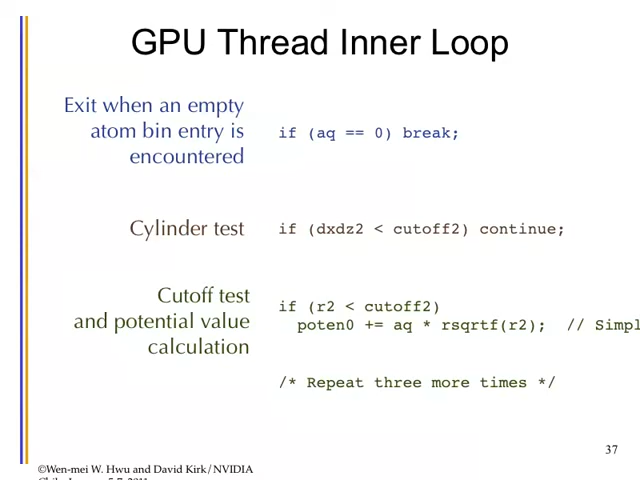 GPU Thread Inner Loop
Exit when an empty
atom bin entry is
encountered
if (aq == 0) break;
Cylinder test
if (dxdz2 < cutoff2) continue;
Cutoff test
and potential value
calculation
if (r2 < cutoff2)
poten0 += aq * rsqrtf(r2); // Simpl
/* Repeat three more times */
37
©Wen-mei W. Hwu and David Kirk/NVIDIA